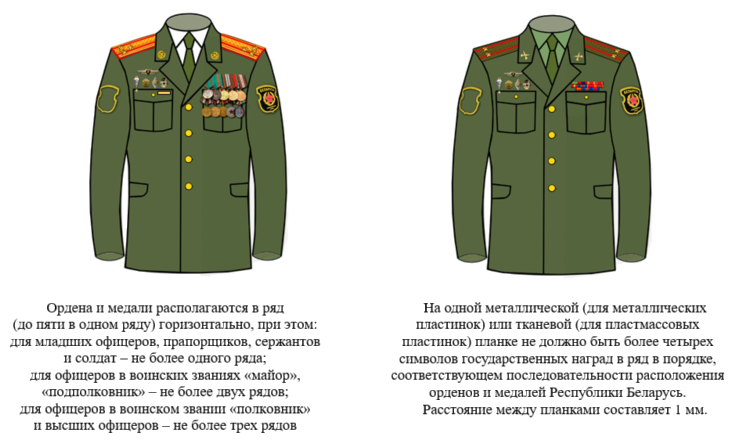 Ордена и медали располагаются в ряд
(до пяти в одном ряду) горизонтально, при этом:
для младших офицеров, прапорщиков, сержантов
и солдат – не более одного ряда;
для офицеров в воинских званиях «майор»,
«подполковник» – не более двух рядов;
для офицеров в воинском звании «полковник»
и высших офицеров – не более трех рядов
На одной металлической (для металлических
пластинок) или тканевой (для пластмассовых
пластинок) планке не должно быть более четырех
символов государственных наград в ряд в порядке,
соответствующем последовательности расположения
орденов и медалей Республики Беларусь.
Расстояние между планками составляет 1 мм.